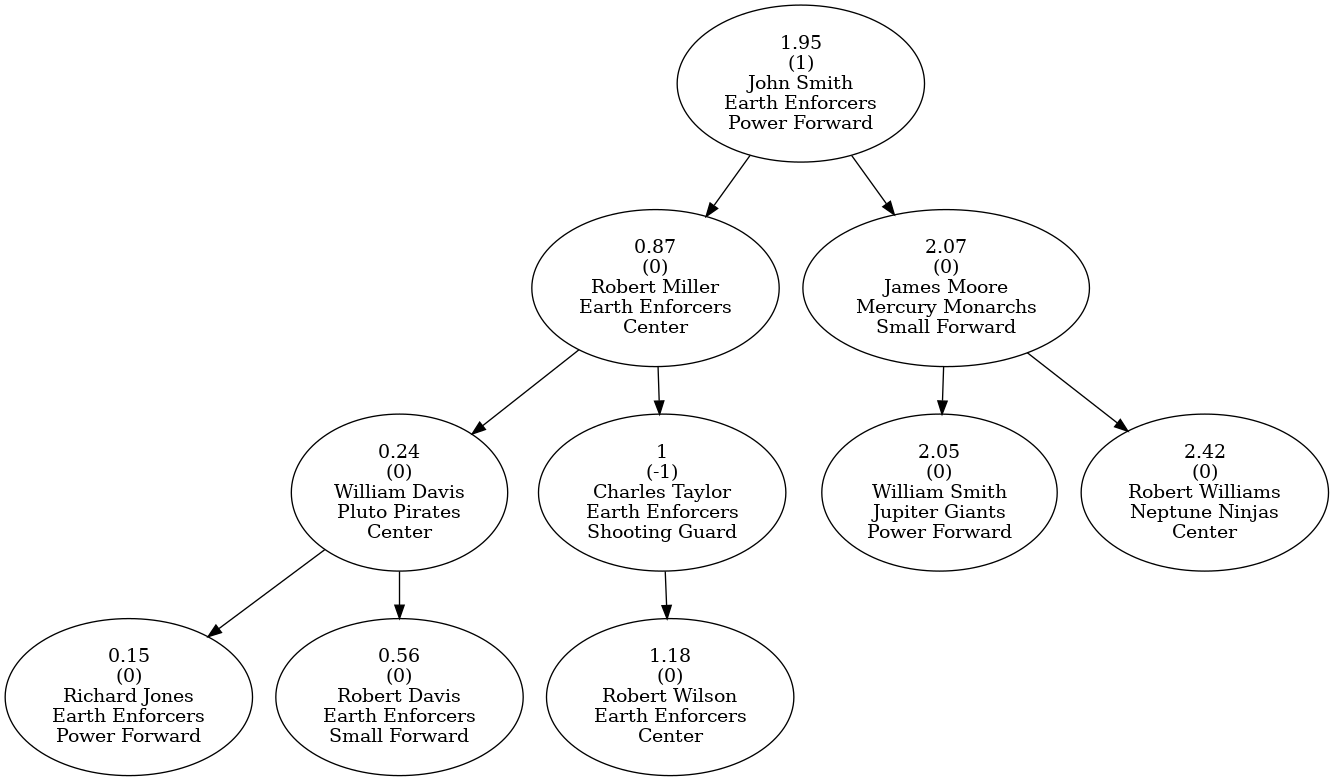 1.95
(1)
John Smith
Earth Enforcers
Power Forward
0.87
(0)
Robert Miller
Earth Enforcers
Center
2.07
(0)
James Moore
Mercury Monarchs
Small Forward
0.24
(0)
William Davis
Pluto Pirates
Center
1
(-1)
Charles Taylor
Earth Enforcers
Shooting Guard
2.05
(0)
William Smith
Jupiter Giants
Power Forward
2.42
(0)
Robert Williams
Neptune Ninjas
Center
0.15
(0)
Richard Jones
Earth Enforcers
Power Forward
0.56
(0)
Robert Davis
Earth Enforcers
Small Forward
1.18
(0)
Robert Wilson
Earth Enforcers
Center